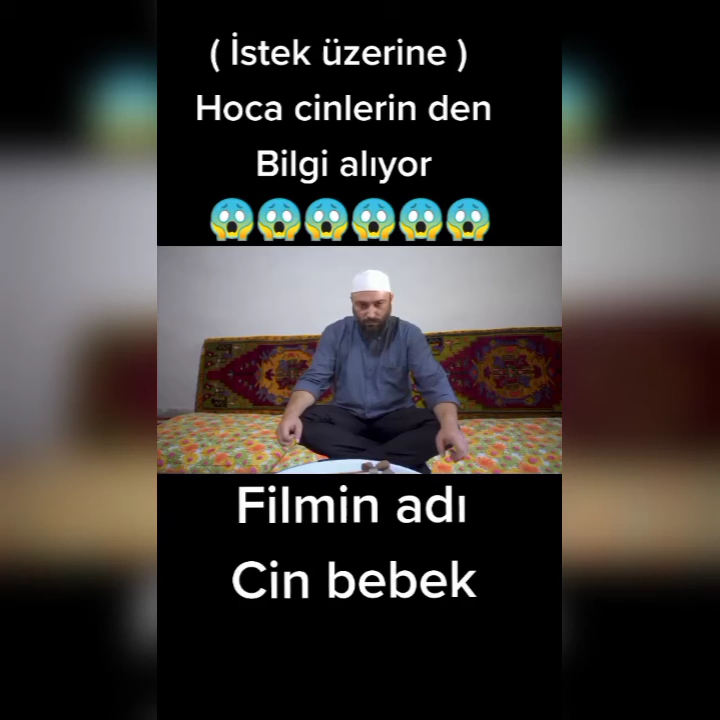 ( İstek üzerine )
Hoca cinlerin den
Bilgi alıyor
😱😱😱😱😱😱
Filmin adı
Cin bebek